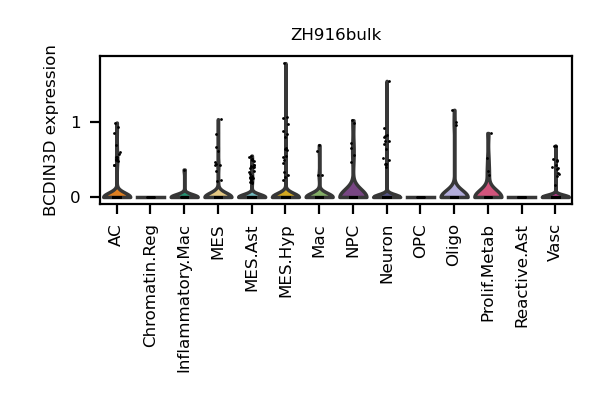 ZH916bulk
BCDIN3D expression
1
0
AC
Chromatin.Reg
Inflammatory.Mac
MES
MES.Ast
MES.Hyp
Mac
NPC
Neuron
OPC
Oligo
Prolif.Metab
Reactive.Ast
Vasc